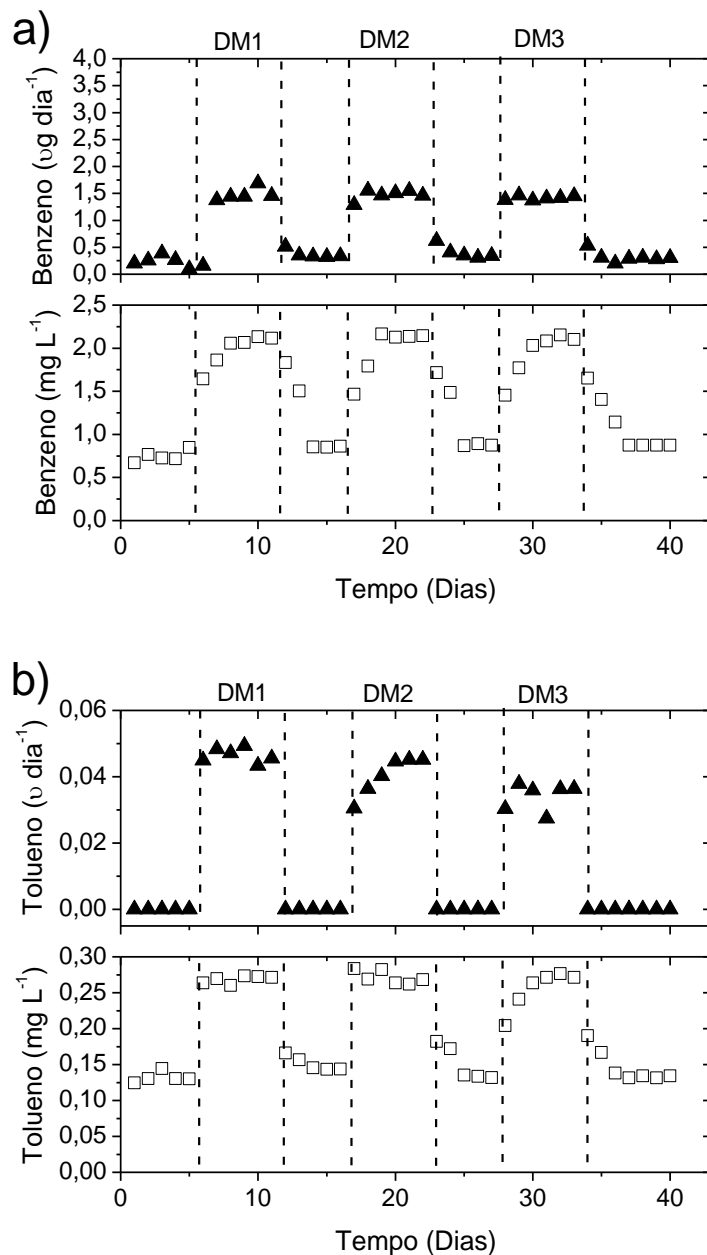 a)
DM1 DM2 DM3
Benzeno (υg dia⁻¹)
4,0
3,5
3,0
2,5
2,0
1,5
1,0
0,5
0,0
Benzeno (mg L⁻¹)
2,5
2,0
1,5
1,0
0,5
0,0
0 10 20 30 40
Tempo (Dias)
b)
DM1 DM2 DM3
Tolueno (υ dia⁻¹)
0,06
0,04
0,02
0,00
Tolueno (mg L⁻¹)
0,30
0,25
0,20
0,15
0,10
0,05
0,00
0 10 20 30 40
Tempo (Dias)